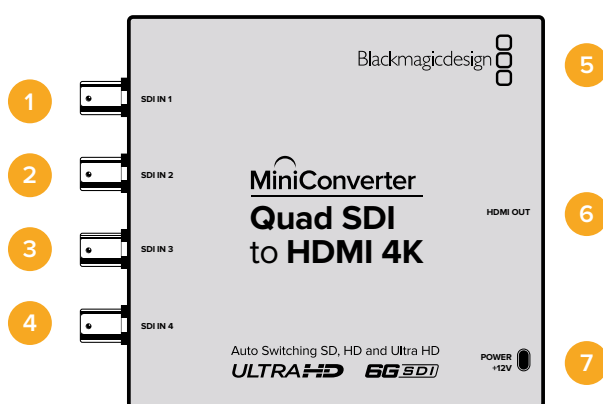 Blackmagicdesign
1
SDI IN 1
5
2
SDI IN 2
MiniConverter
Quad SDI
HDMI OUT
6
3
SDI IN 3
to HDMI 4K
4
SDI IN 4
Auto Switching SD, HD and Ultra HD
ULTRA HD 6G SDI
POWER
+12V
7